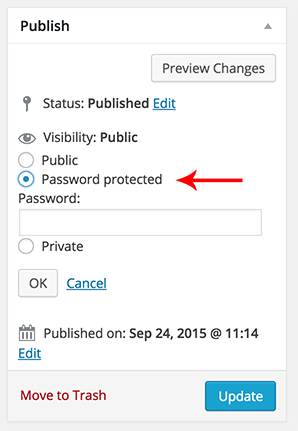 Publish
Preview Changes
Status: Published Edit
Visibility: Public
Public
Password protected
Password:
Private
OK Cancel
Published on: Sep 24, 2015 @ 11:14
Edit
Move to Trash Update